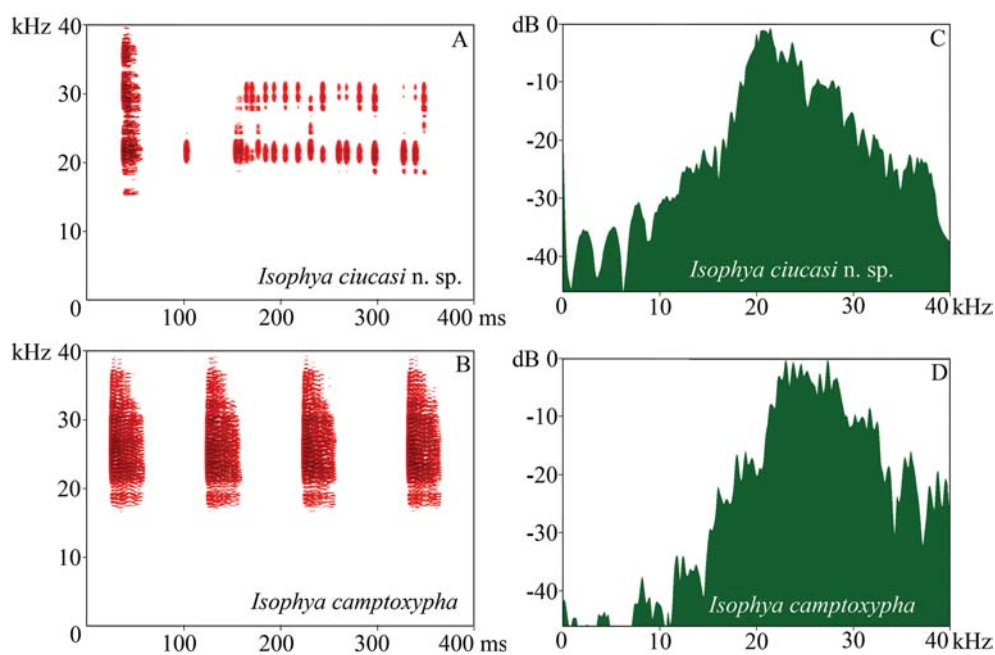 kHz 40
A
30
20
10
0
Isophya ciucasi n. sp.
100 200 300 400 ms
dB 0
C
-10
-20
-30
-40
Isophya ciucasi n. sp.
0 10 20 30 40
kHz
kHz 40
B
30
20
10
0
Isophya camptoxypha
100 200 300 400 ms
dB 0
D
-10
-20
-30
-40
Isophya camptoxypha
0 10 20 30 40
kHz